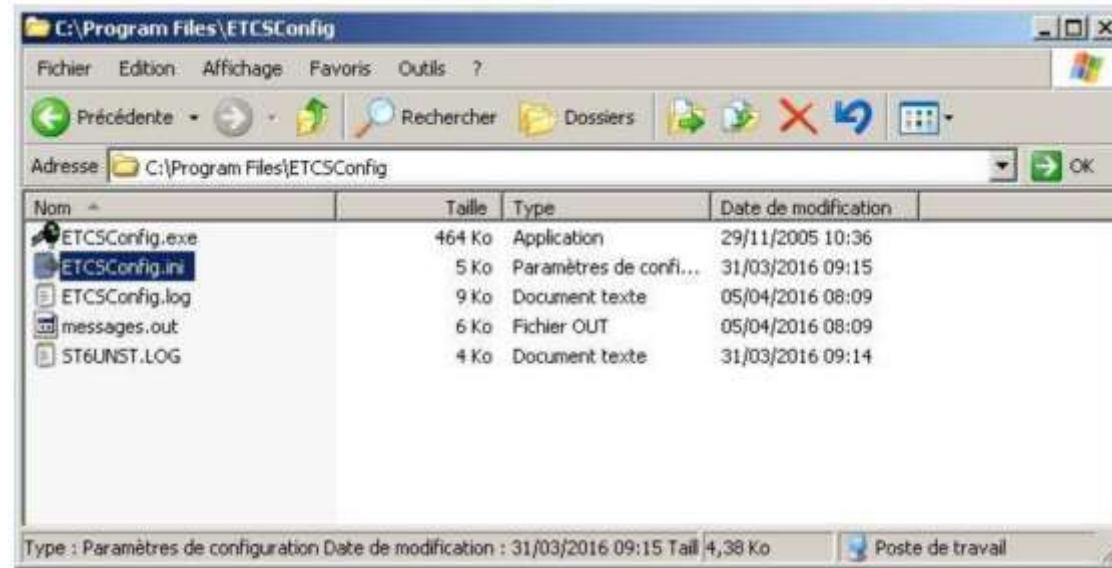 C:\Program Files\ETCSConfig
Fichier Edition Affichage Favoris Outils ?
Précédente Rechercher Dossiers
Adresse C:\Program Files\ETCSConfig OK
Nom Taille Type Date de modification
ETCSConfig.exe 464 Ko Application 29/11/2005 10:36
ETCSConfig.ini 5 Ko Paramètres de confi... 31/03/2016 09:15
ETCSConfig.log 9 Ko Document texte 05/04/2016 08:09
messages.out 6 Ko Fichier OUT 05/04/2016 08:09
ST6UNST.LOG 4 Ko Document texte 31/03/2016 09:14
Type : Paramètres de configuration Date de modification : 31/03/2016 09:15 Taill 4,38 Ko Poste de travail